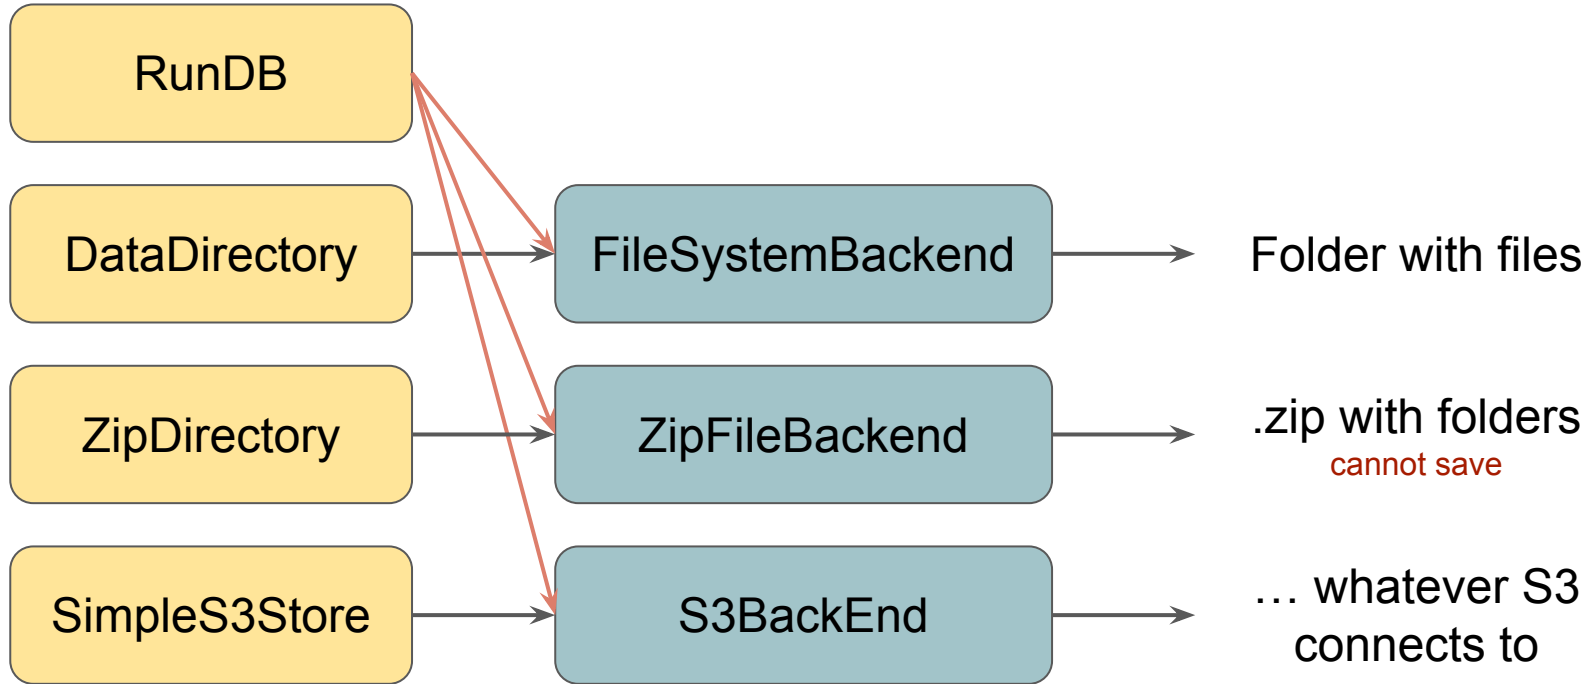 RunDB
DataDirectory
FileSystemBackend
Folder with files
ZipDirectory
ZipFileBackend
.zip with folders
cannot save
SimpleS3Store
S3BackEnd
… whatever S3
connects to